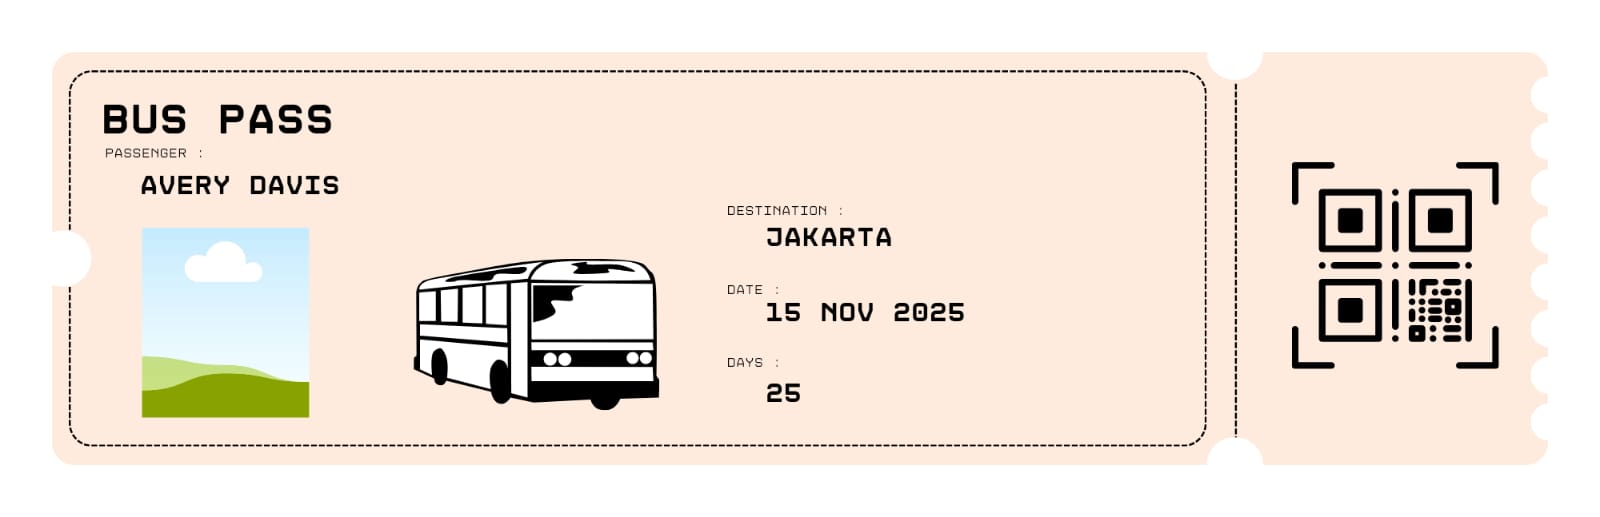 BUS PASS
PASSENGER :
AVERY DAVIS
DESTINATION :
JAKARTA
DATE :
15 NOV 2025
DAYS :
25